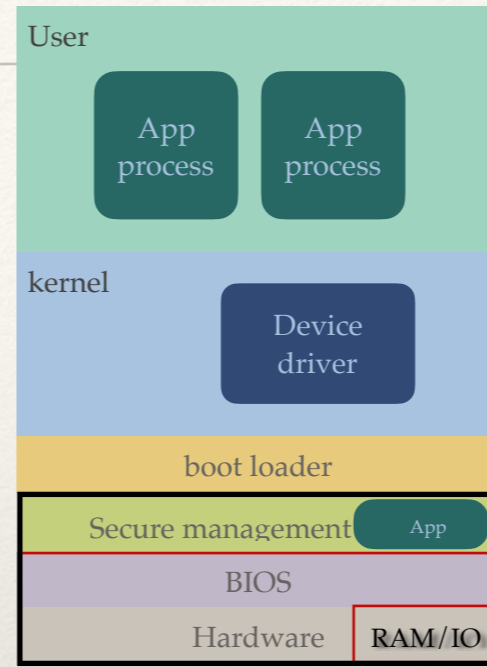 User
App
process
App
process
kernel
Device
driver
boot loader
Secure management
App
BIOS
Hardware
RAM/IO